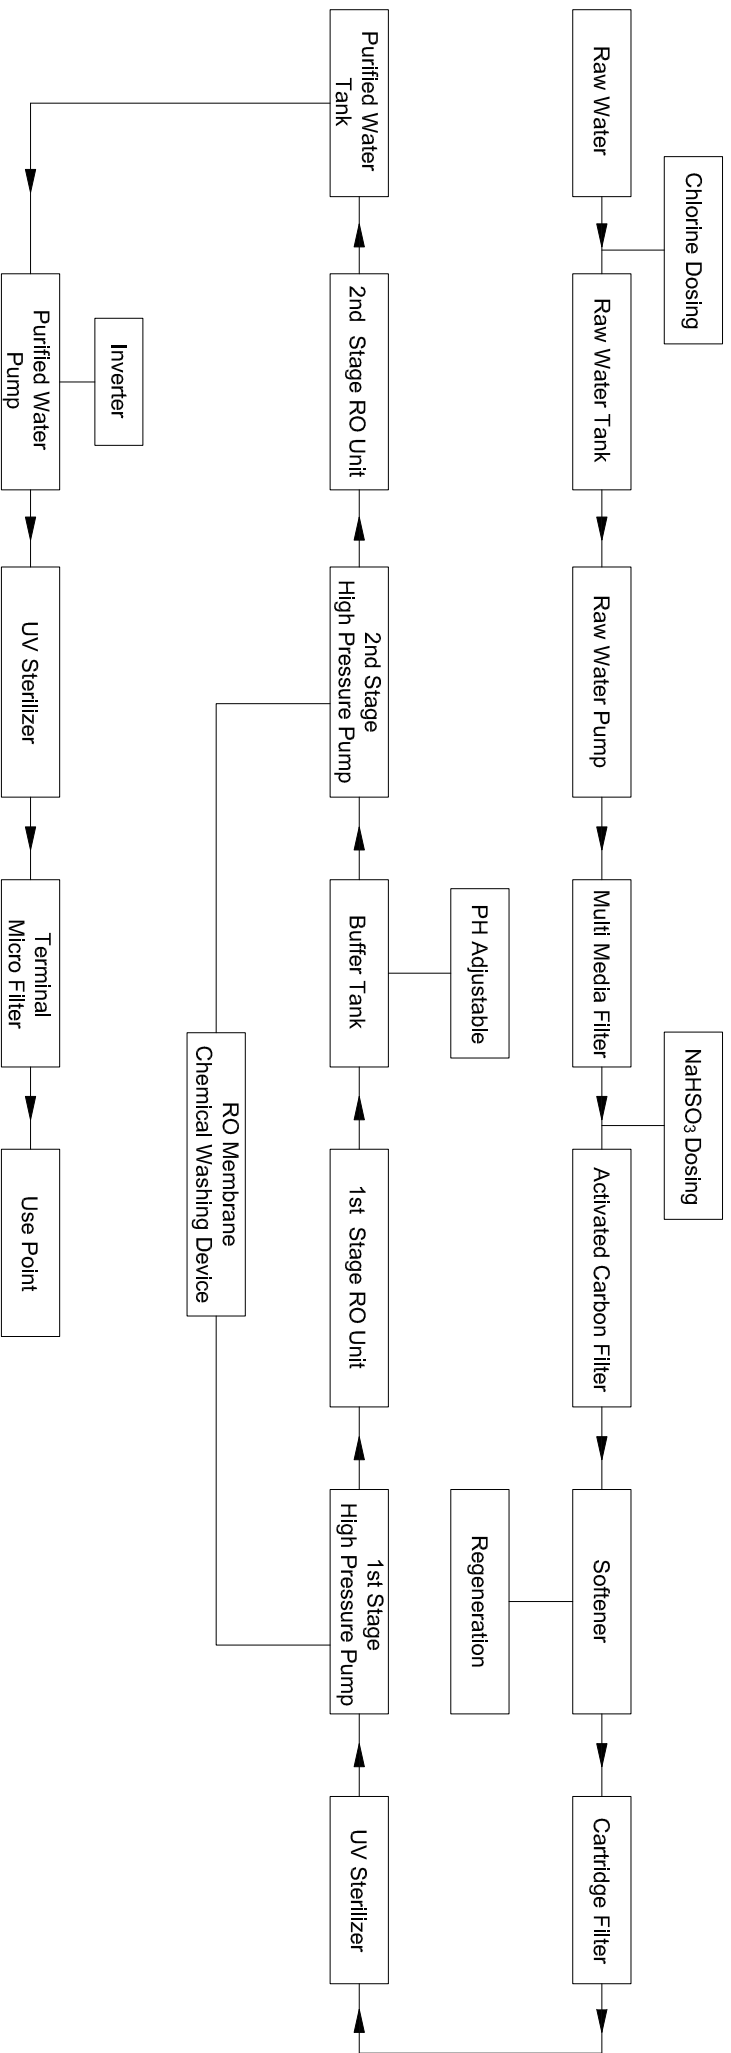 Chlorine Dosing
NaHSO₃ Dosing
Raw Water
Raw Water Tank
Raw Water Pump
Multi Media Filter
Activated Carbon Filter
Softener
Cartridge Filter
PH Adjustable
Regeneration
Purified Water
Tank
2nd Stage RO Unit
2nd Stage
High Pressure Pump
Buffer Tank
1st Stage RO Unit
1st Stage
High Pressure Pump
UV Sterilizer
RO Membrane
Chemical Washing Device
Inverter
Purified Water
Pump
UV Sterilizer
Terminal
Micro Filter
Use Point